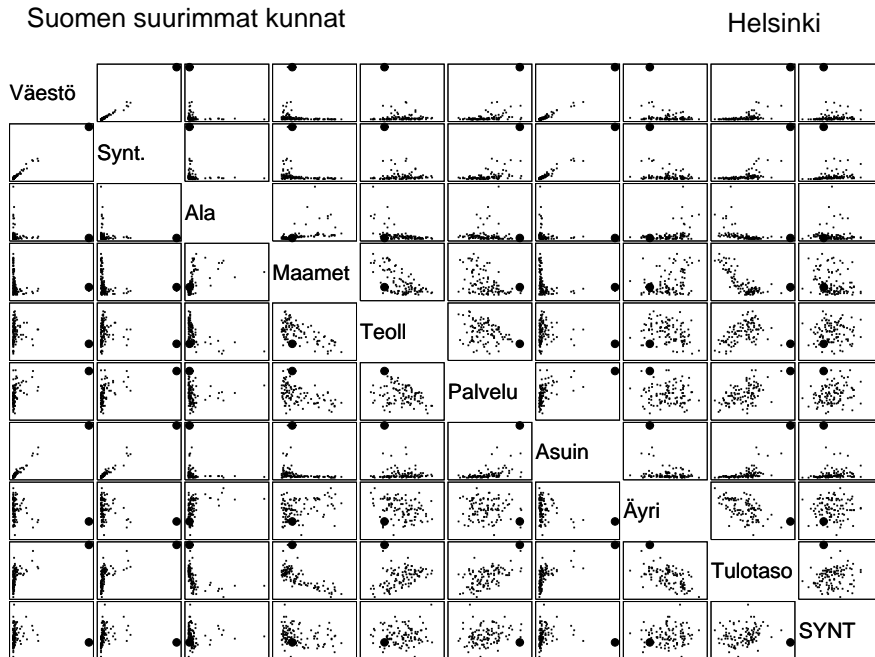 Suomen suurimmat kunnat
Helsinki
Väestö
Synt.
Ala
Maamet
Teoll
Palvelu
Asuin
Äyri
Tulotaso
SYNT